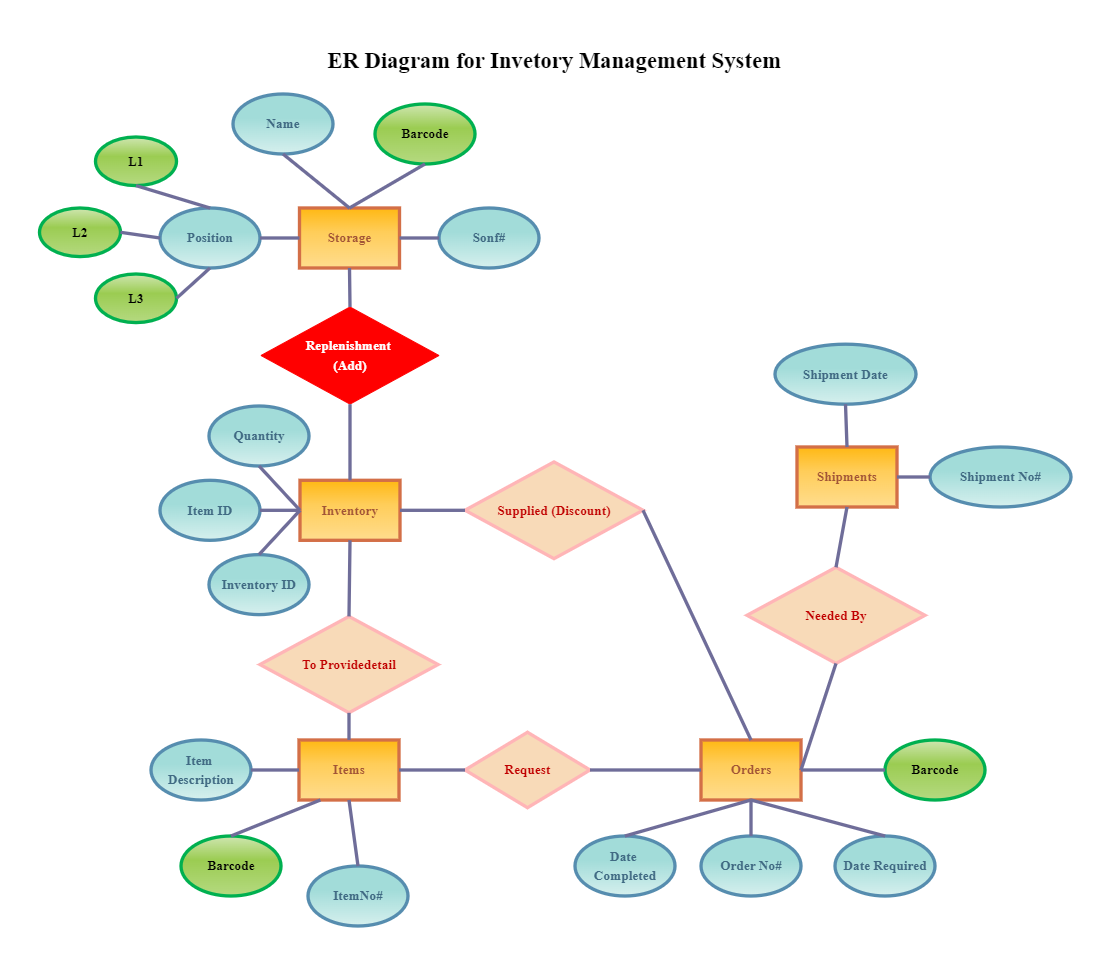 ER Diagram for Invetory Management System
Name
Barcode
L1
L2
Position
Storage
Sonf#
L3
Replenishment
(Add)
Shipment Date
Quantity
Shipments
Shipment No#
Item ID
Inventory
Supplied (Discount)
Inventory ID
Needed By
To Providedetail
Item
Description
Items
Request
Orders
Barcode
Barcode
ItemNo#
Date
Completed
Order No#
Date Required